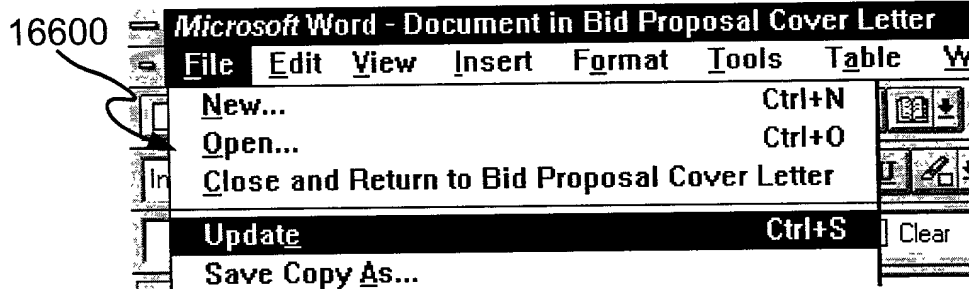 16600
Microsoft Word - Document in Bid Proposal Cover Letter
File Edit View Insert Format Tools Table W
New... Ctrl+N
Open... Ctrl+O
In
Close and Return to Bid Proposal Cover Letter
U
Update Ctrl+S
Clear
Save Copy As...